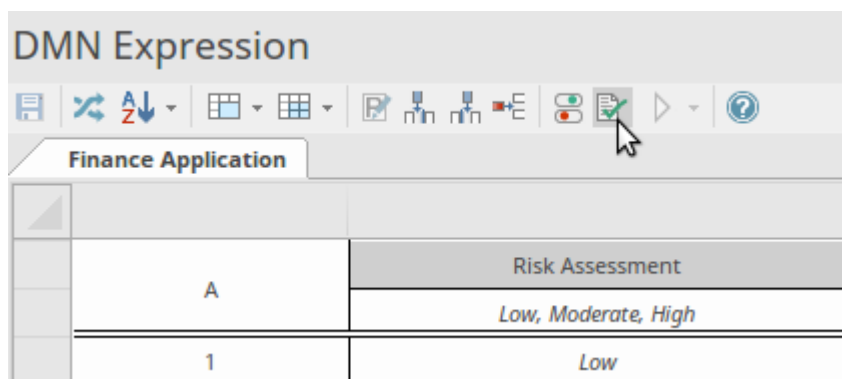 DMN Expression
A Z
Finance Application
A
Risk Assessment
Low, Moderate, High
1
Low